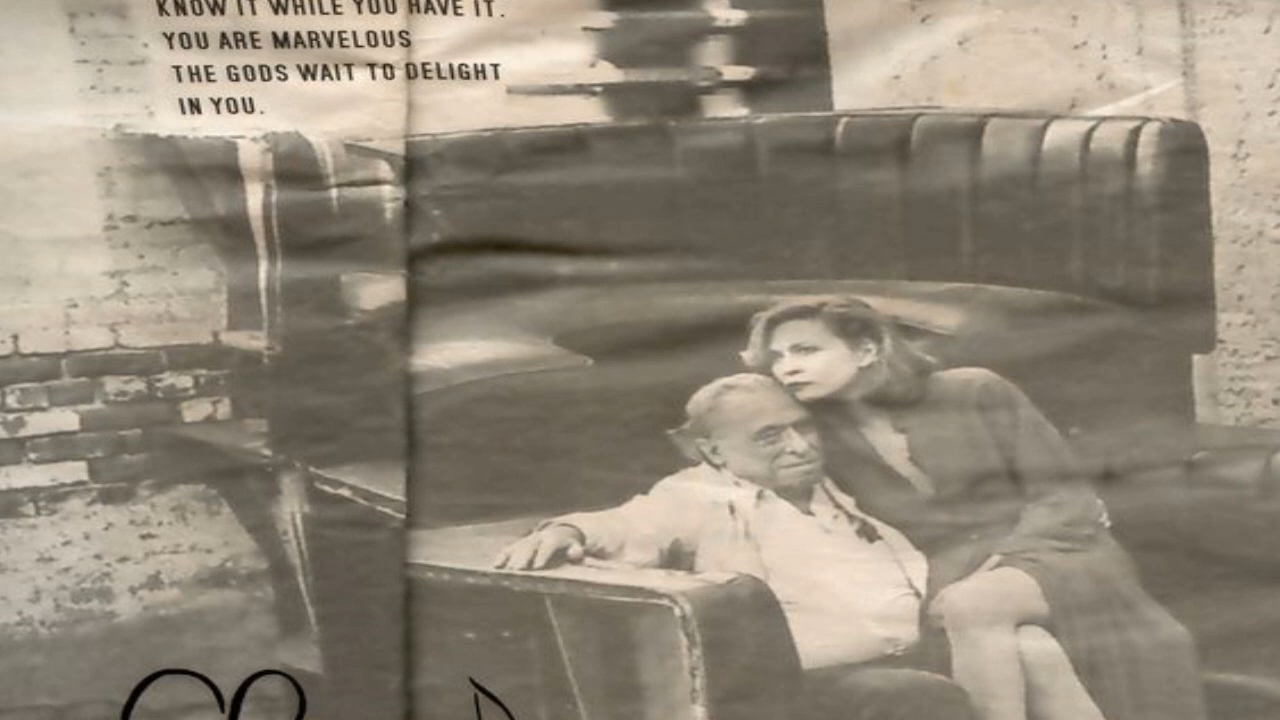 KNOW IT WHILE YOU HAVE IT.
YOU ARE MARVELOUS
THE GODS WAIT TO DELIGHT
IN YOU.